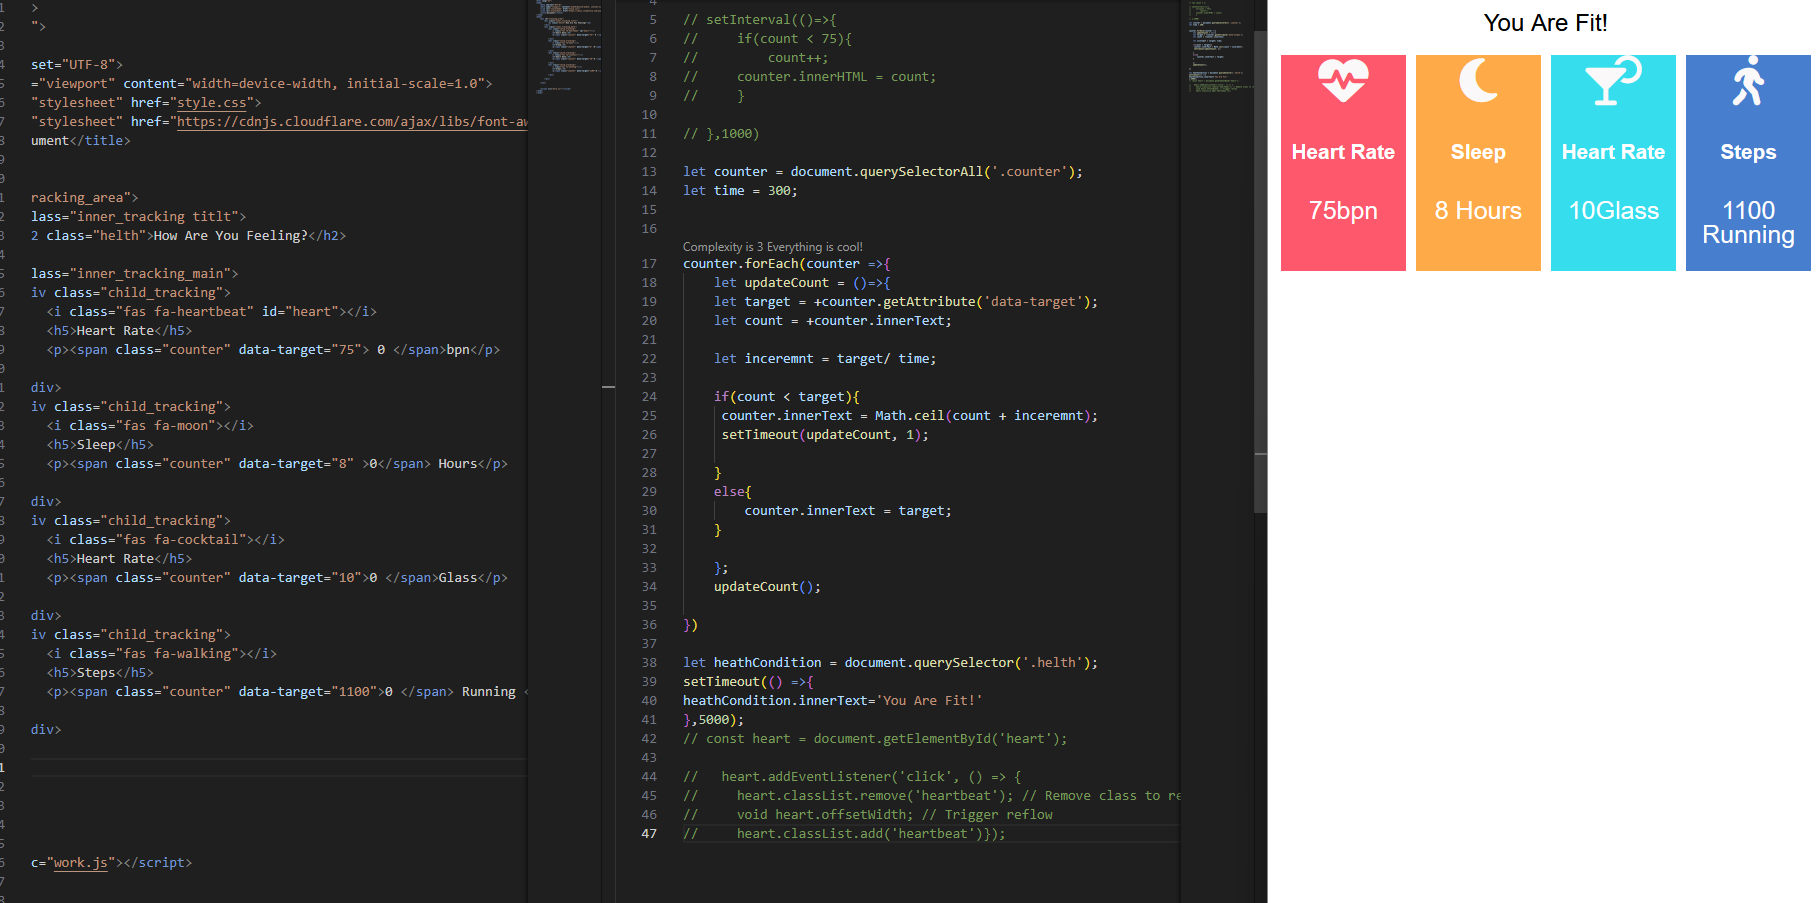 >
">
set="UTF-8">
="viewport" content="width=device-width, initial-scale=1.0">
"stylesheet" href="style.css">
"stylesheet" href="https://cdnjs.cloudflare.com/ajax/libs/font-aw
ument</title>
racking_area">
lass="inner_tracking titlt">
2 class="helth">How Are You Feeling?</h2>
lass="inner_tracking_main">
iv class="child_tracking">
<i class="fas fa-heartbeat" id="heart"></i>
<h5>Heart Rate</h5>
<p><span class="counter" data-target="75"> 0 </span>bpn</p>
div>
iv class="child_tracking">
<i class="fas fa-moon"></i>
<h5>Sleep</h5>
<p><span class="counter" data-target="8" >0</span> Hours</p>
div>
iv class="child_tracking">
<i class="fas fa-cocktail"></i>
<h5>Heart Rate</h5>
<p><span class="counter" data-target="10">0 </span>Glass</p>
div>
iv class="child_tracking">
<i class="fas fa-walking"></i>
<h5>Steps</h5>
<p><span class="counter" data-target="1100">0 </span> Running <
div>
c="work.js"></script>
4
5 // setInterval(()=>{
6 //     if(count < 75){
7 //         count++;
8 //     counter.innerHTML = count;
9 //     }
10
11 // },1000)
12
13 let counter = document.querySelectorAll('.counter');
14 let time = 300;
15
16
Complexity is 3 Everything is cool!
17 counter.forEach(counter =>{
18     let updateCount = ()=>{
19     let target = +counter.getAttribute('data-target');
20     let count = +counter.innerText;
21
22     let inceremnt = target/ time;
23
24     if(count < target){
25      counter.innerText = Math.ceil(count + inceremnt);
26      setTimeout(updateCount, 1);
27
28     }
29     else{
30         counter.innerText = target;
31     }
32
33     };
34     updateCount();
35
36 })
37
38 let heathCondition = document.querySelector('.helth');
39 setTimeout(() =>{
40 heathCondition.innerText='You Are Fit!'
41 },5000);
42 // const heart = document.getElementById('heart');
43
44 //   heart.addEventListener('click', () => {
45 //     heart.classList.remove('heartbeat'); // Remove class to re
46 //     void heart.offsetWidth; // Trigger reflow
47 //     heart.classList.add('heartbeat')});
You Are Fit!
Heart Rate
75bpn
Sleep
8 Hours
Heart Rate
10Glass
Steps
1100
Running